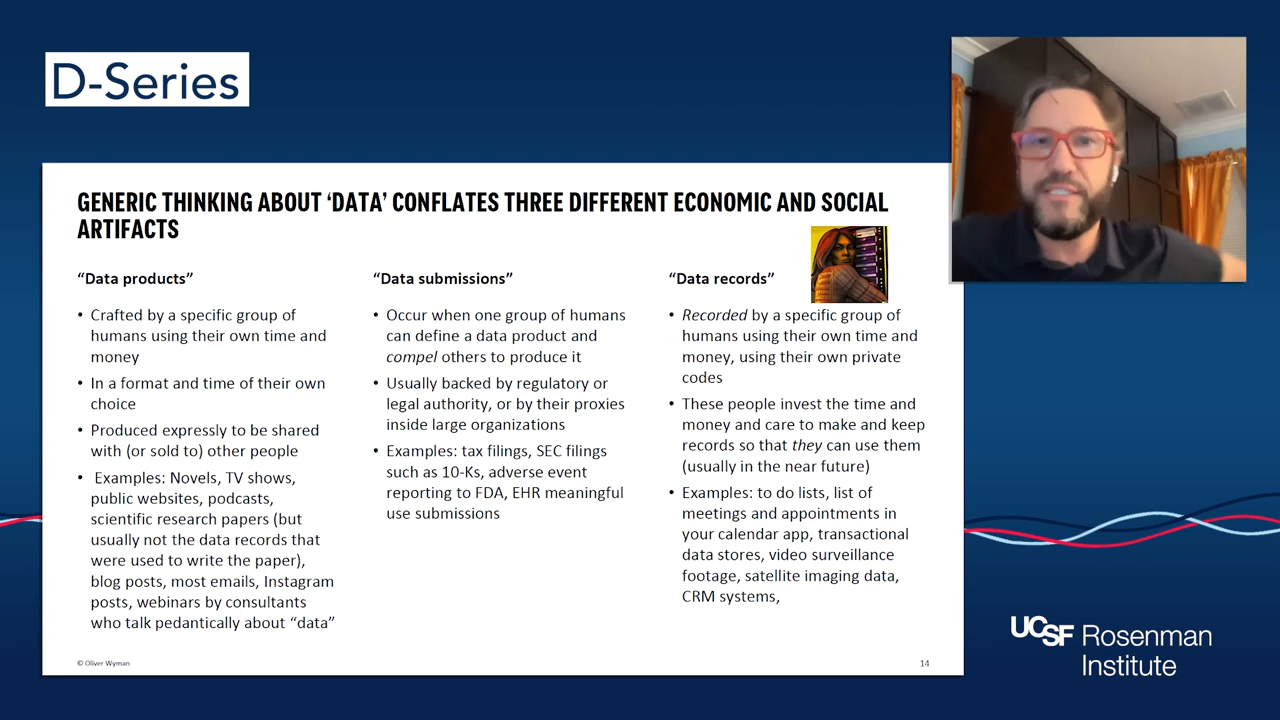 D-Series
GENERIC THINKING ABOUT ‘DATA’ CONFLATES THREE DIFFERENT ECONOMIC AND SOCIAL
ARTIFACTS
“Data products”
• Crafted by a specific group of
humans using their own time and
money
• In a format and time of their own
choice
• Produced expressly to be shared
with (or sold to) other people
• Examples: Novels, TV shows,
public websites, podcasts,
scientific research papers (but
usually not the data records that
were used to write the paper),
blog posts, most emails, Instagram
posts, webinars by consultants
who talk pedantically about “data”
“Data submissions”
• Occur when one group of humans
can define a data product and
compel others to produce it
• Usually backed by regulatory or
legal authority, or by their proxies
inside large organizations
• Examples: tax filings, SEC filings
such as 10-Ks, adverse event
reporting to FDA, EHR meaningful
use submissions
“Data records”
• Recorded by a specific group of
humans using their own time and
money, using their own private
codes
• These people invest the time and
money and care to make and keep
records so that they can use them
(usually in the near future)
• Examples: to do lists, list of
meetings and appointments in
your calendar app, transactional
data stores, video surveillance
footage, satellite imaging data,
CRM systems,
© Oliver Wyman
14
UCSF Rosenman
Institute